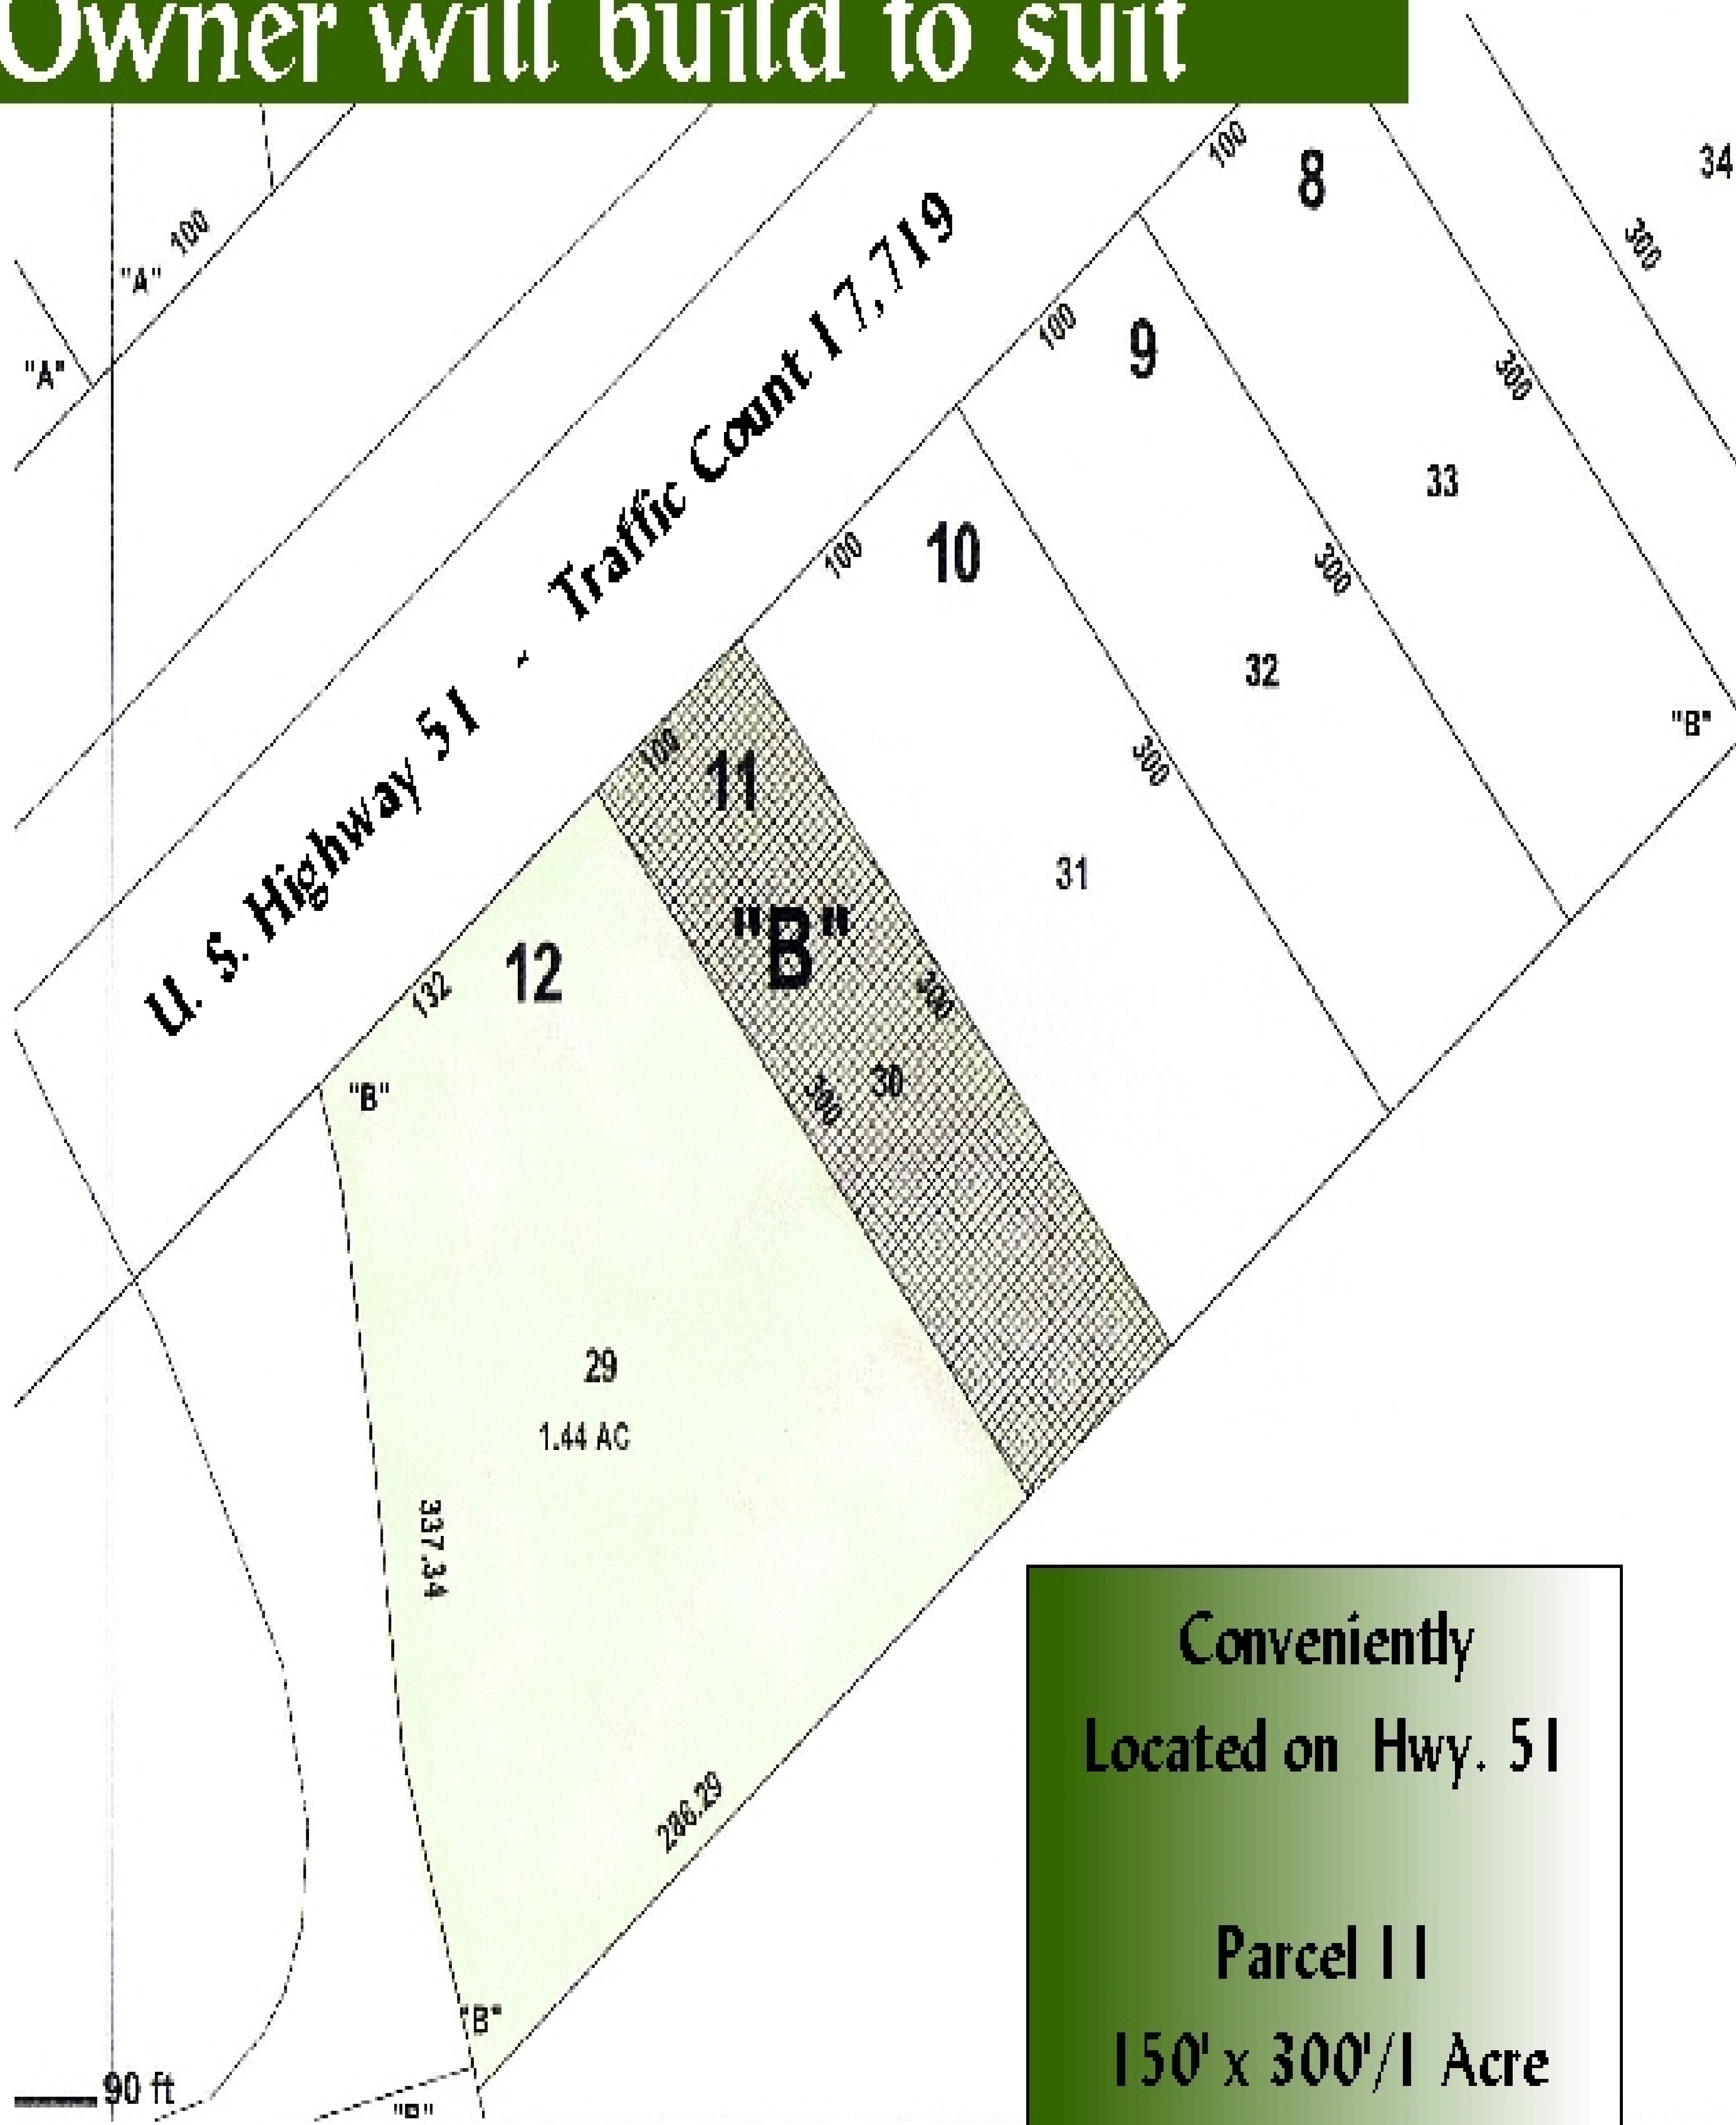 Owner will build to suit
34
100
8
300
"A" 100
"A"
U. S. Highway 51 - Traffic Count 17,719
100
9
300
33
100
10
300
32
"B"
100
11
300
31
"B"
132
12
300
300
30
"B"
29
1.44 AC
337.34
286.29
"B"
90 ft
"B"
Conveniently
Located on Hwy. 51
Parcel 11
150' x 300'/1 Acre